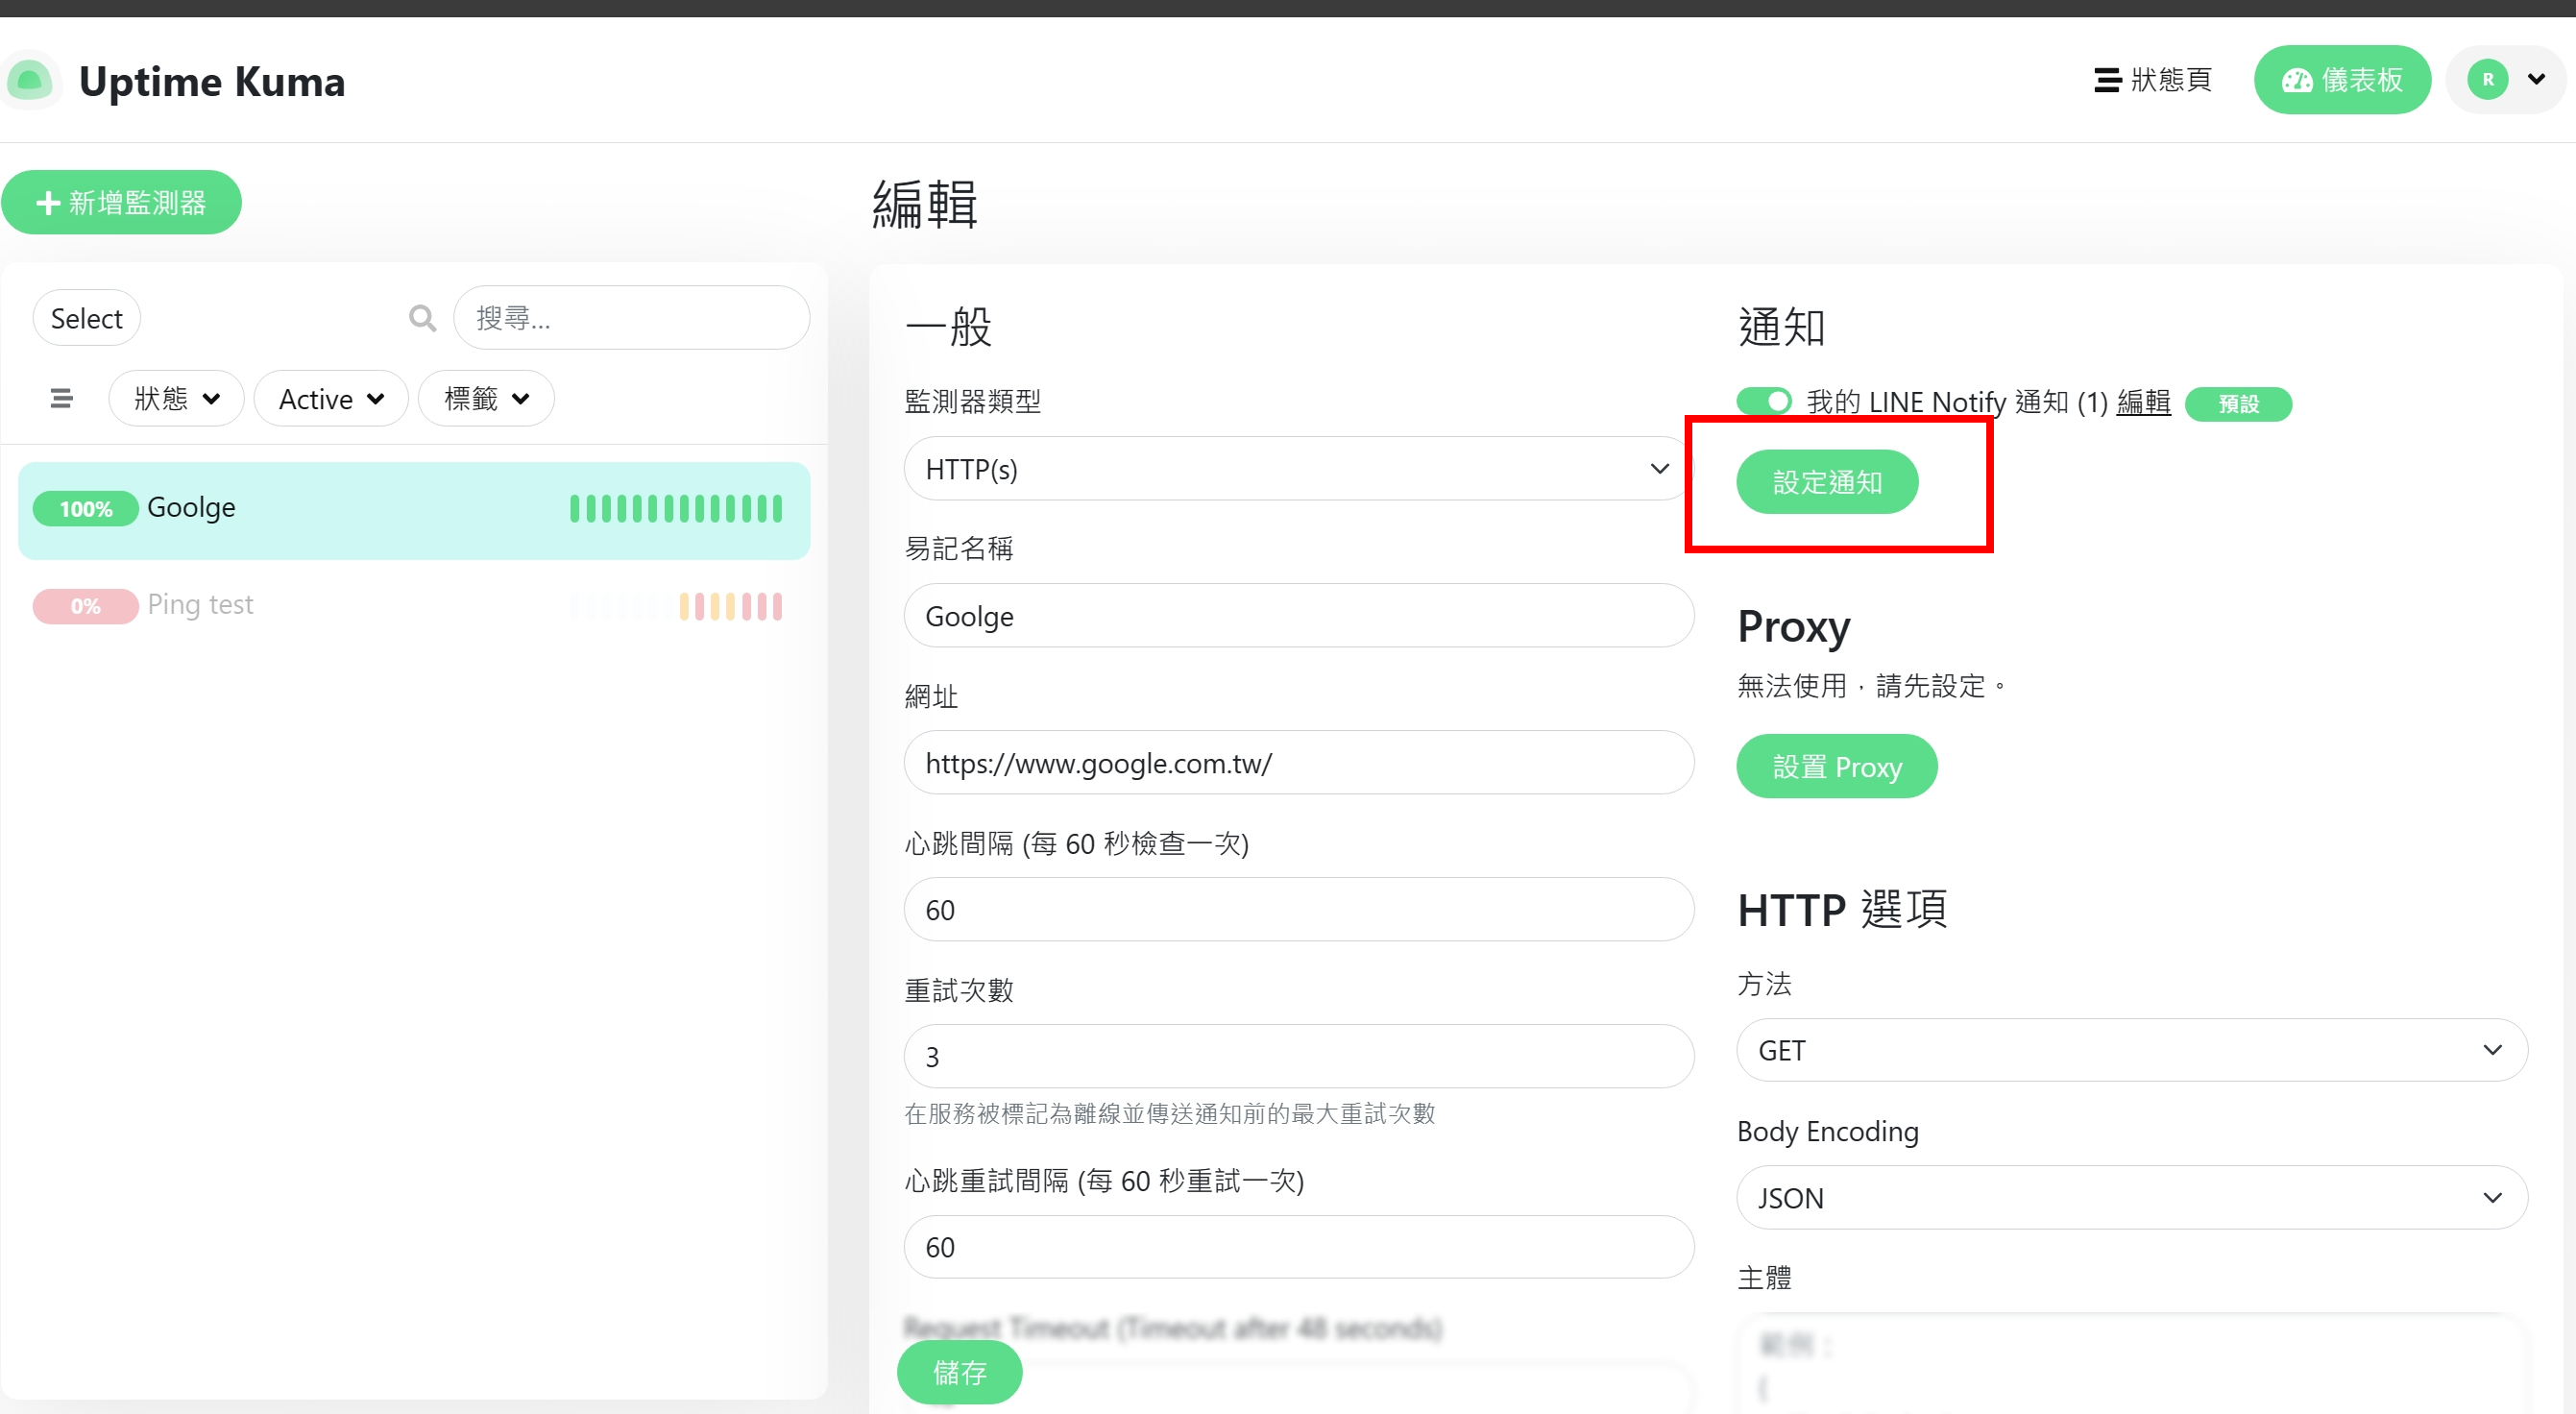 Uptime Kuma
狀態頁
儀表板
R
新增監測器
編輯
Select
搜尋...
狀態
Active
標籤
100%
Goolge
0%
Ping test
一般
監測器類型
HTTP(s)
易記名稱
Goolge
網址
https://www.google.com.tw/
心跳間隔 (每 60 秒檢查一次)
60
重試次數
3
在服務被標記為離線並傳送通知前的最大重試次數
心跳重試間隔 (每 60 秒重試一次)
60
Request Timeout (Timeout after 48 seconds)
儲存
通知
我的 LINE Notify 通知 (1) 編輯 預設
設定通知
Proxy
無法使用，請先設定。
設置 Proxy
HTTP 選項
方法
GET
Body Encoding
JSON
主體
範例：
{